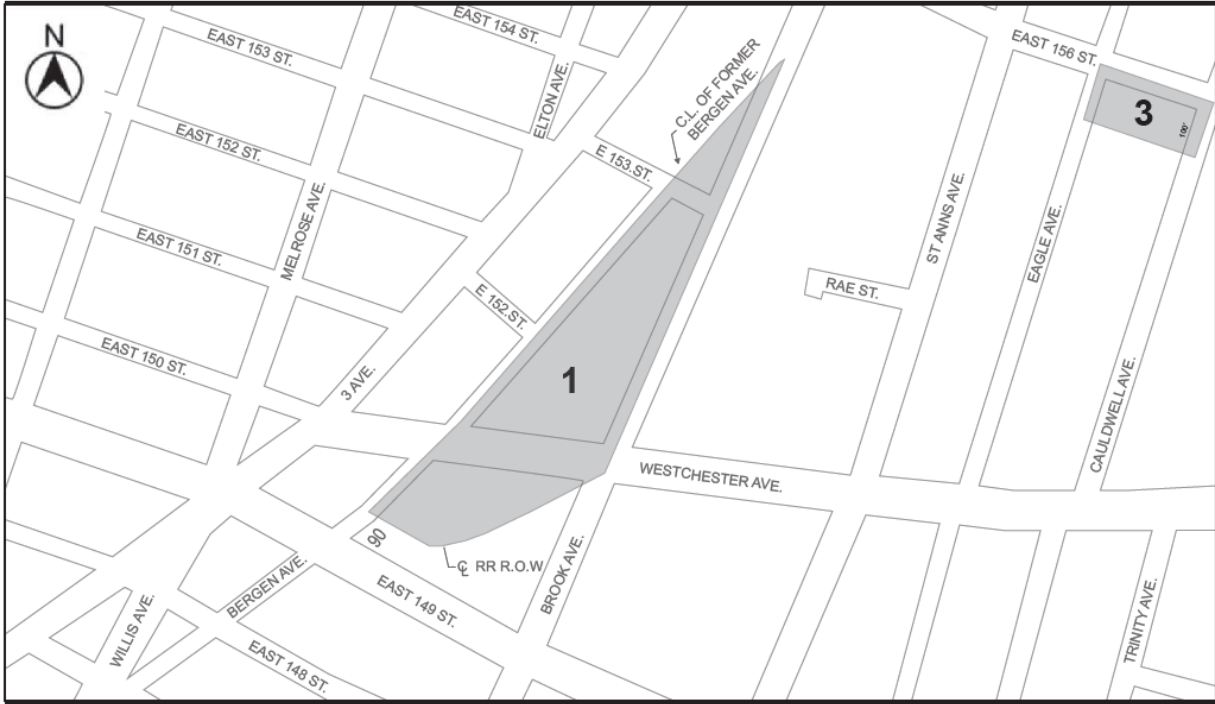 N
EAST 153 ST.
EAST 154 ST.
ELTON AVE.
C.L. OF FORMER
BERGEN AVE.
EAST 156 ST.
3
100'
EAST 152 ST.
E 153.ST.
MELROSE AVE.
ST ANNS AVE.
EAGLE AVE.
EAST 151 ST.
E 152.ST.
RAE ST.
EAST 150 ST.
3 AVE.
1
CAULDWELL AVE.
WESTCHESTER AVE.
90
C L RR R.O.W
BROOK AVE.
BERGEN AVE.
EAST 149 ST.
WILLIS AVE.
EAST 148 ST.
TRINITY AVE.